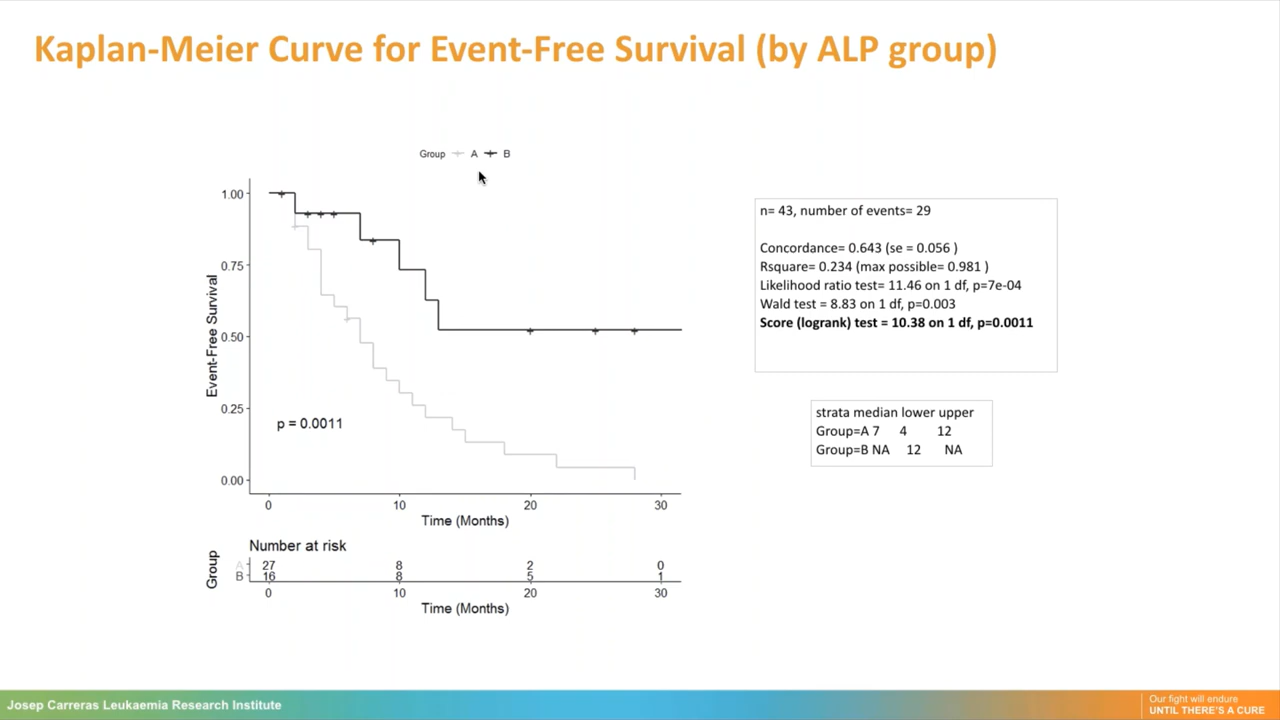 Kaplan-Meier Curve for Event-Free Survival (by ALP group)
Group A B
1.00
0.75
0.50
0.25
0.00
Event-Free Survival
p = 0.0011
0 10 20 30
Time (Months)
Number at risk
Group
A 27 8 2 0
B 16 8 5 1
0 10 20 30
Time (Months)
n= 43, number of events= 29
Concordance= 0.643 (se = 0.056 )
Rsquare= 0.234 (max possible= 0.981 )
Likelihood ratio test= 11.46 on 1 df, p=7e-04
Wald test = 8.83 on 1 df, p=0.003
Score (logrank) test = 10.38 on 1 df, p=0.0011
strata median lower upper
Group=A 7 4 12
Group=B NA 12 NA
Josep Carreras Leukaemia Research Institute
Our fight will endure
UNTIL THERE'S A CURE